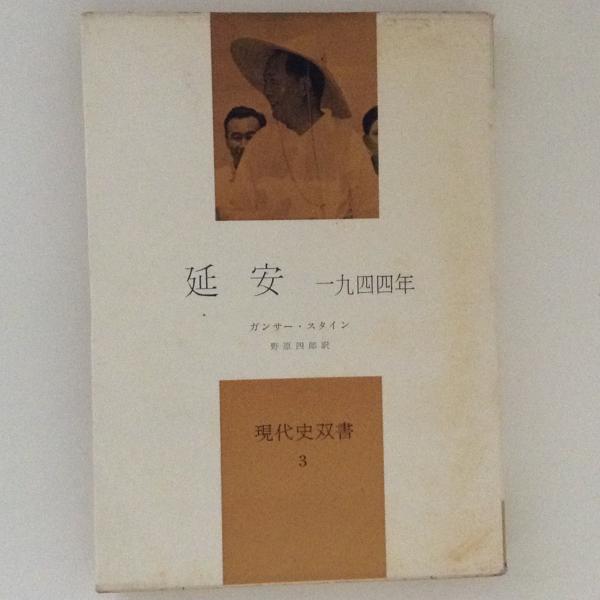 延安 一九四四年
ガンサー・スタイン
野原四郎訳
現代史双書
3